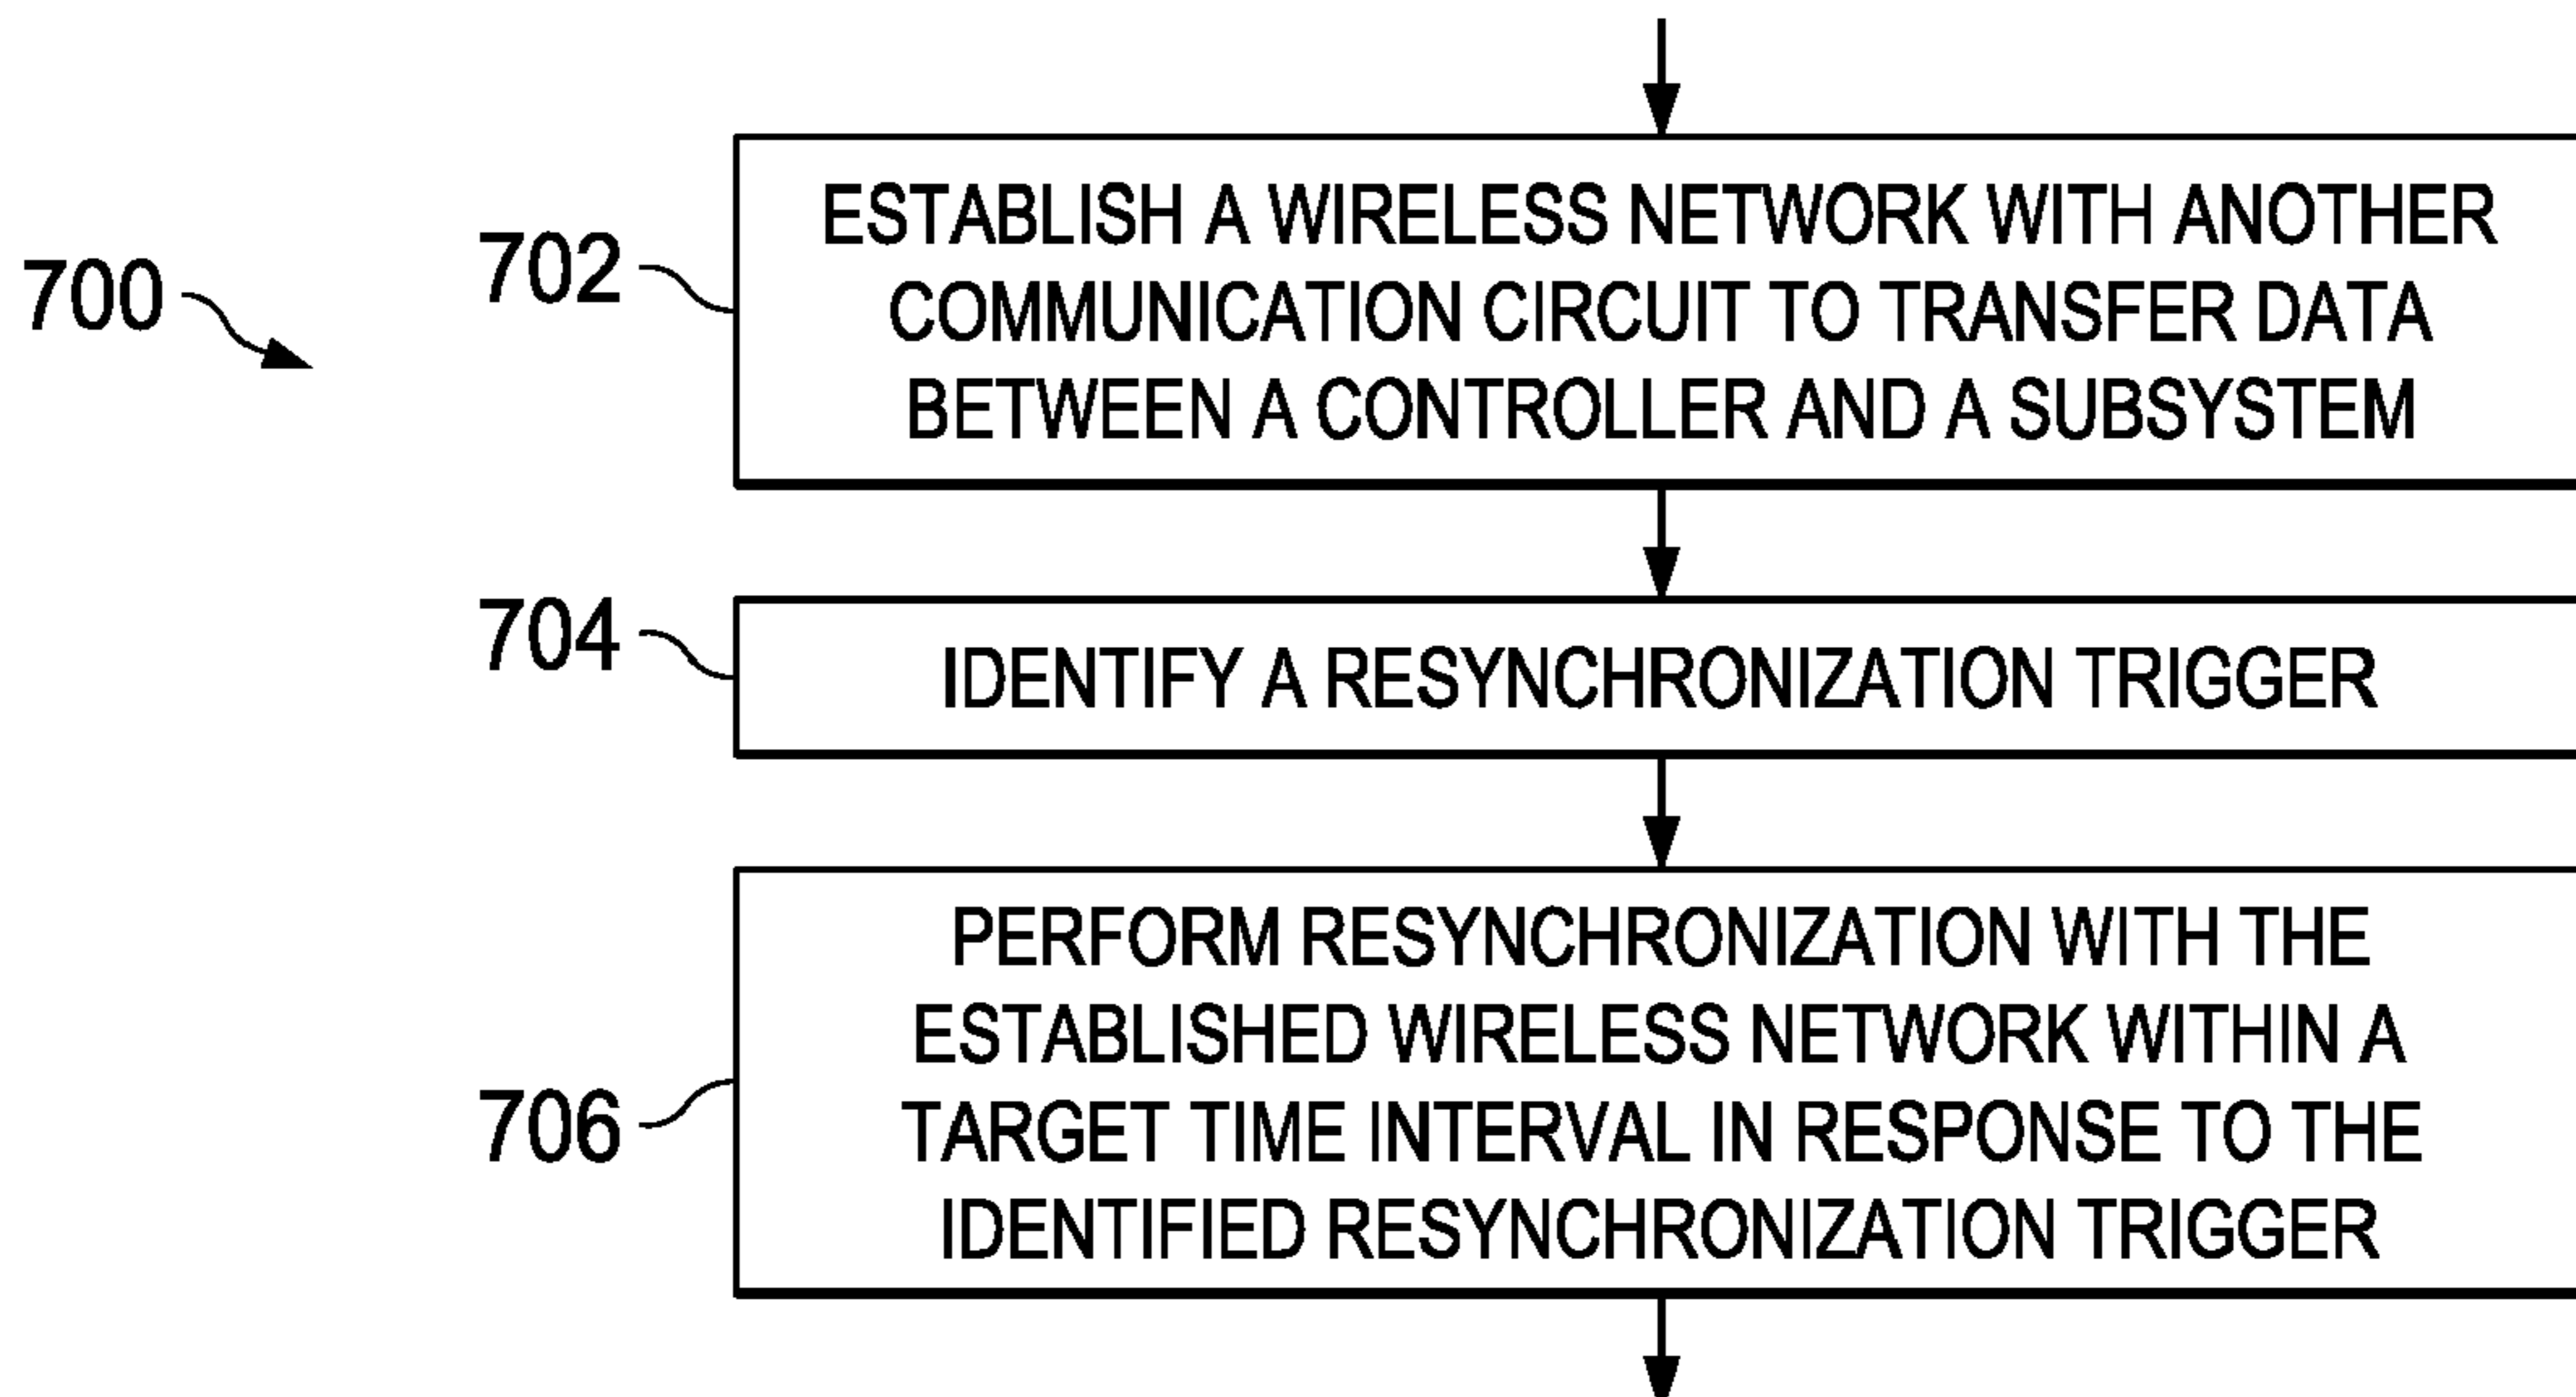 700
702
ESTABLISH A WIRELESS NETWORK WITH ANOTHER
COMMUNICATION CIRCUIT TO TRANSFER DATA
BETWEEN A CONTROLLER AND A SUBSYSTEM
704
IDENTIFY A RESYNCHRONIZATION TRIGGER
706
PERFORM RESYNCHRONIZATION WITH THE
ESTABLISHED WIRELESS NETWORK WITHIN A
TARGET TIME INTERVAL IN RESPONSE TO THE
IDENTIFIED RESYNCHRONIZATION TRIGGER